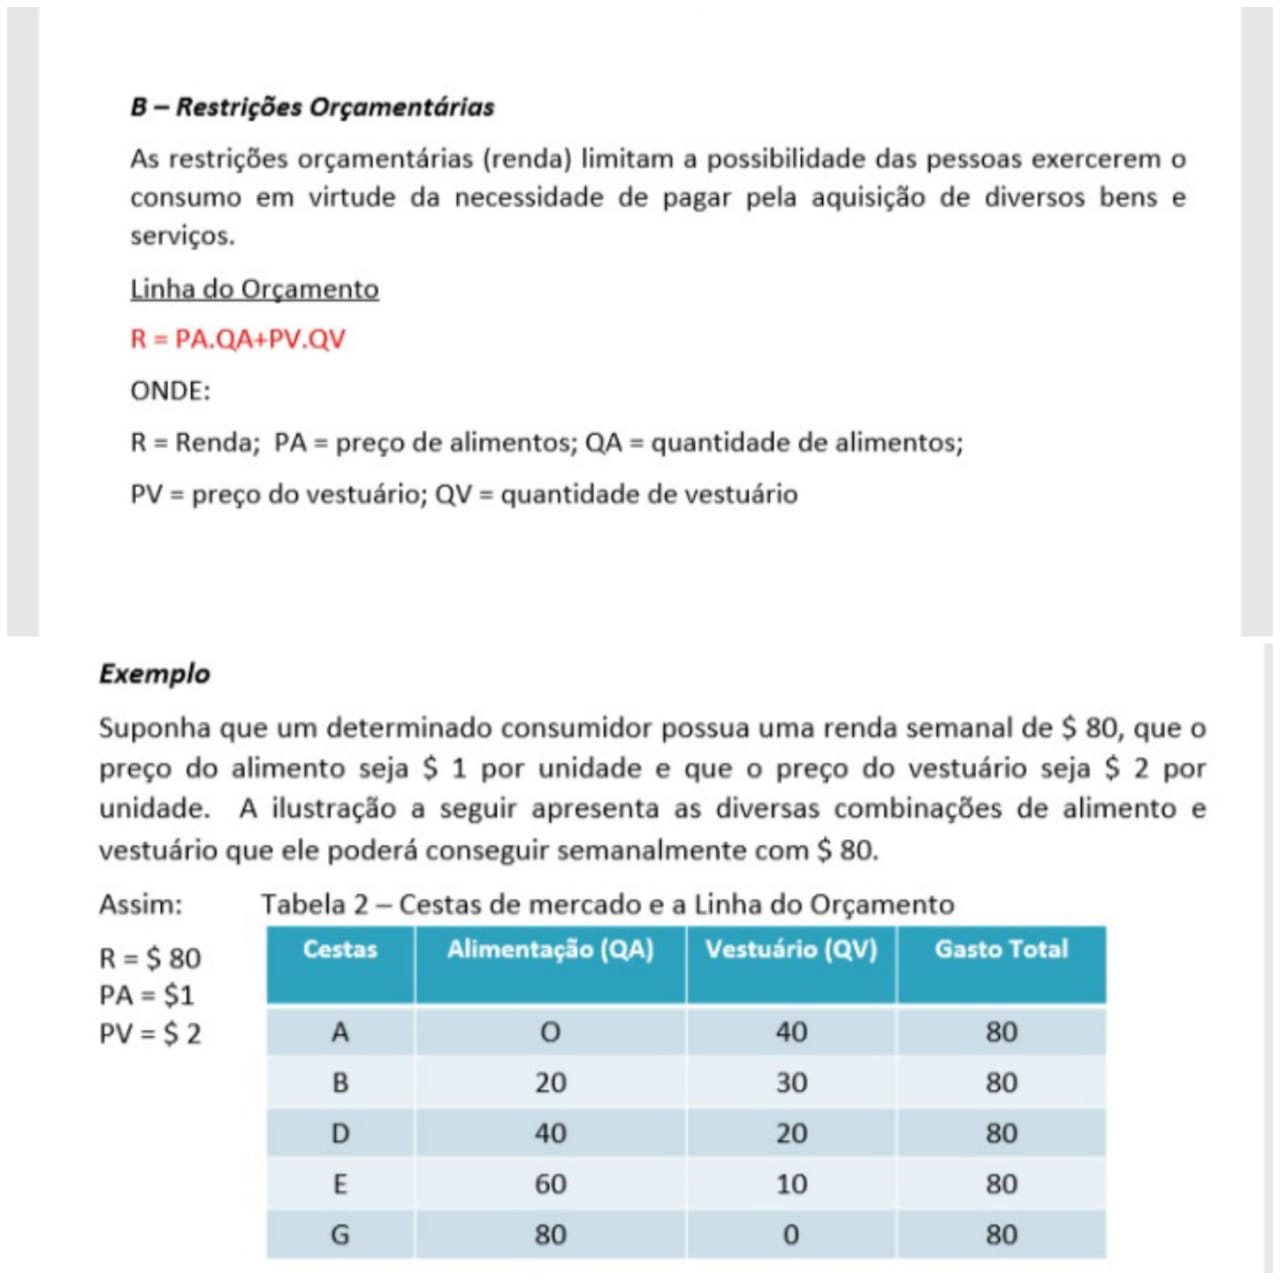 B – Restrições Orçamentárias
As restrições orçamentárias (renda) limitam a possibilidade das pessoas exercerem o
consumo em virtude da necessidade de pagar pela aquisição de diversos bens e
serviços.
Linha do Orçamento
R = PA.QA+PV.QV
ONDE:
R = Renda; PA = preço de alimentos; QA = quantidade de alimentos;
PV = preço do vestuário; QV = quantidade de vestuário
Exemplo
Suponha que um determinado consumidor possua uma renda semanal de $ 80, que o
preço do alimento seja $ 1 por unidade e que o preço do vestuário seja $ 2 por
unidade. A ilustração a seguir apresenta as diversas combinações de alimento e
vestuário que ele poderá conseguir semanalmente com $ 80.
Assim:
R = $ 80
PA = $1
PV = $ 2
Tabela 2 – Cestas de mercado e a Linha do Orçamento
Cestas Alimentação (QA) Vestuário (QV) Gasto Total
A O 40 80
B 20 30 80
D 40 20 80
E 60 10 80
G 80 0 80